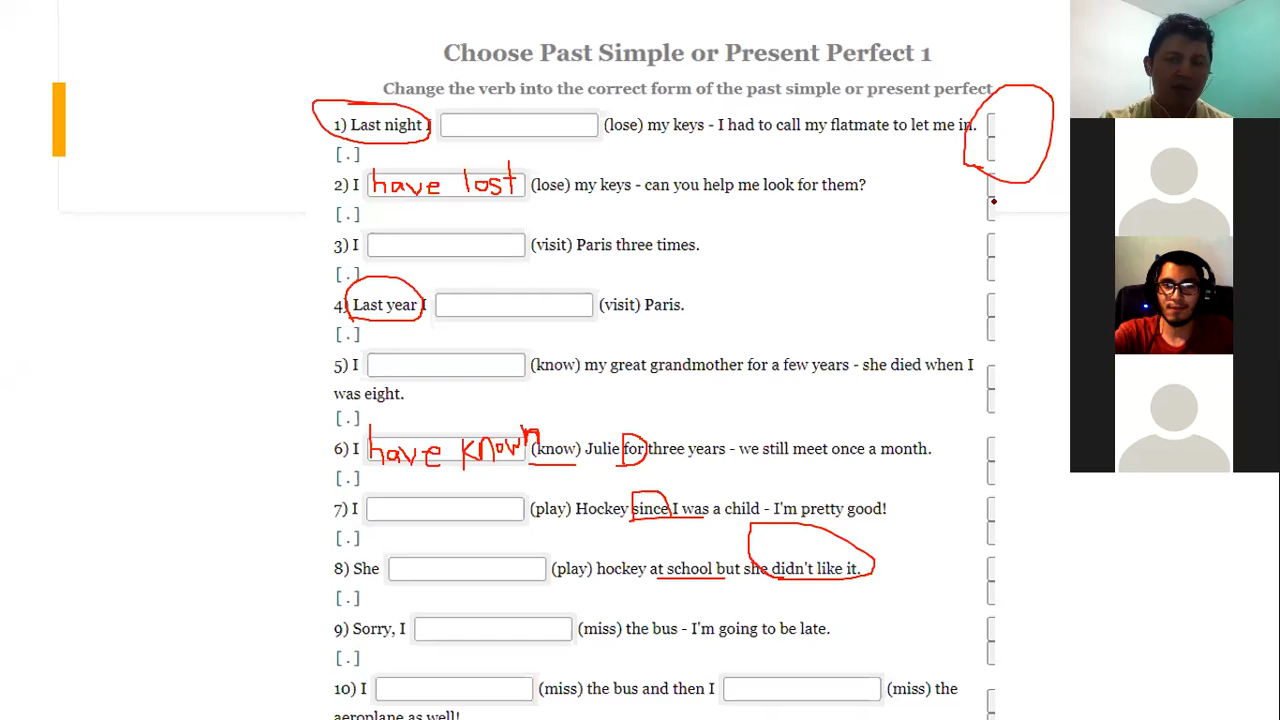 Choose Past Simple or Present Perfect 1
Change the verb into the correct form of the past simple or present perfect
1) Last night I (lose) my keys - I had to call my flatmate to let me in.
[ . ]
2) I have lost (lose) my keys - can you help me look for them?
[ . ]
3) I (visit) Paris three times.
[ . ]
4) Last year I (visit) Paris.
[ . ]
5) I (know) my great grandmother for a few years - she died when I
was eight.
[ . ]
6) I have known (know) Julie for three years - we still meet once a month.
[ . ]
7) I (play) Hockey since I was a child - I'm pretty good!
[ . ]
8) She (play) hockey at school but she didn't like it.
[ . ]
9) Sorry, I (miss) the bus - I'm going to be late.
[ . ]
10) I (miss) the bus and then I (miss) the
aeroplane as well!